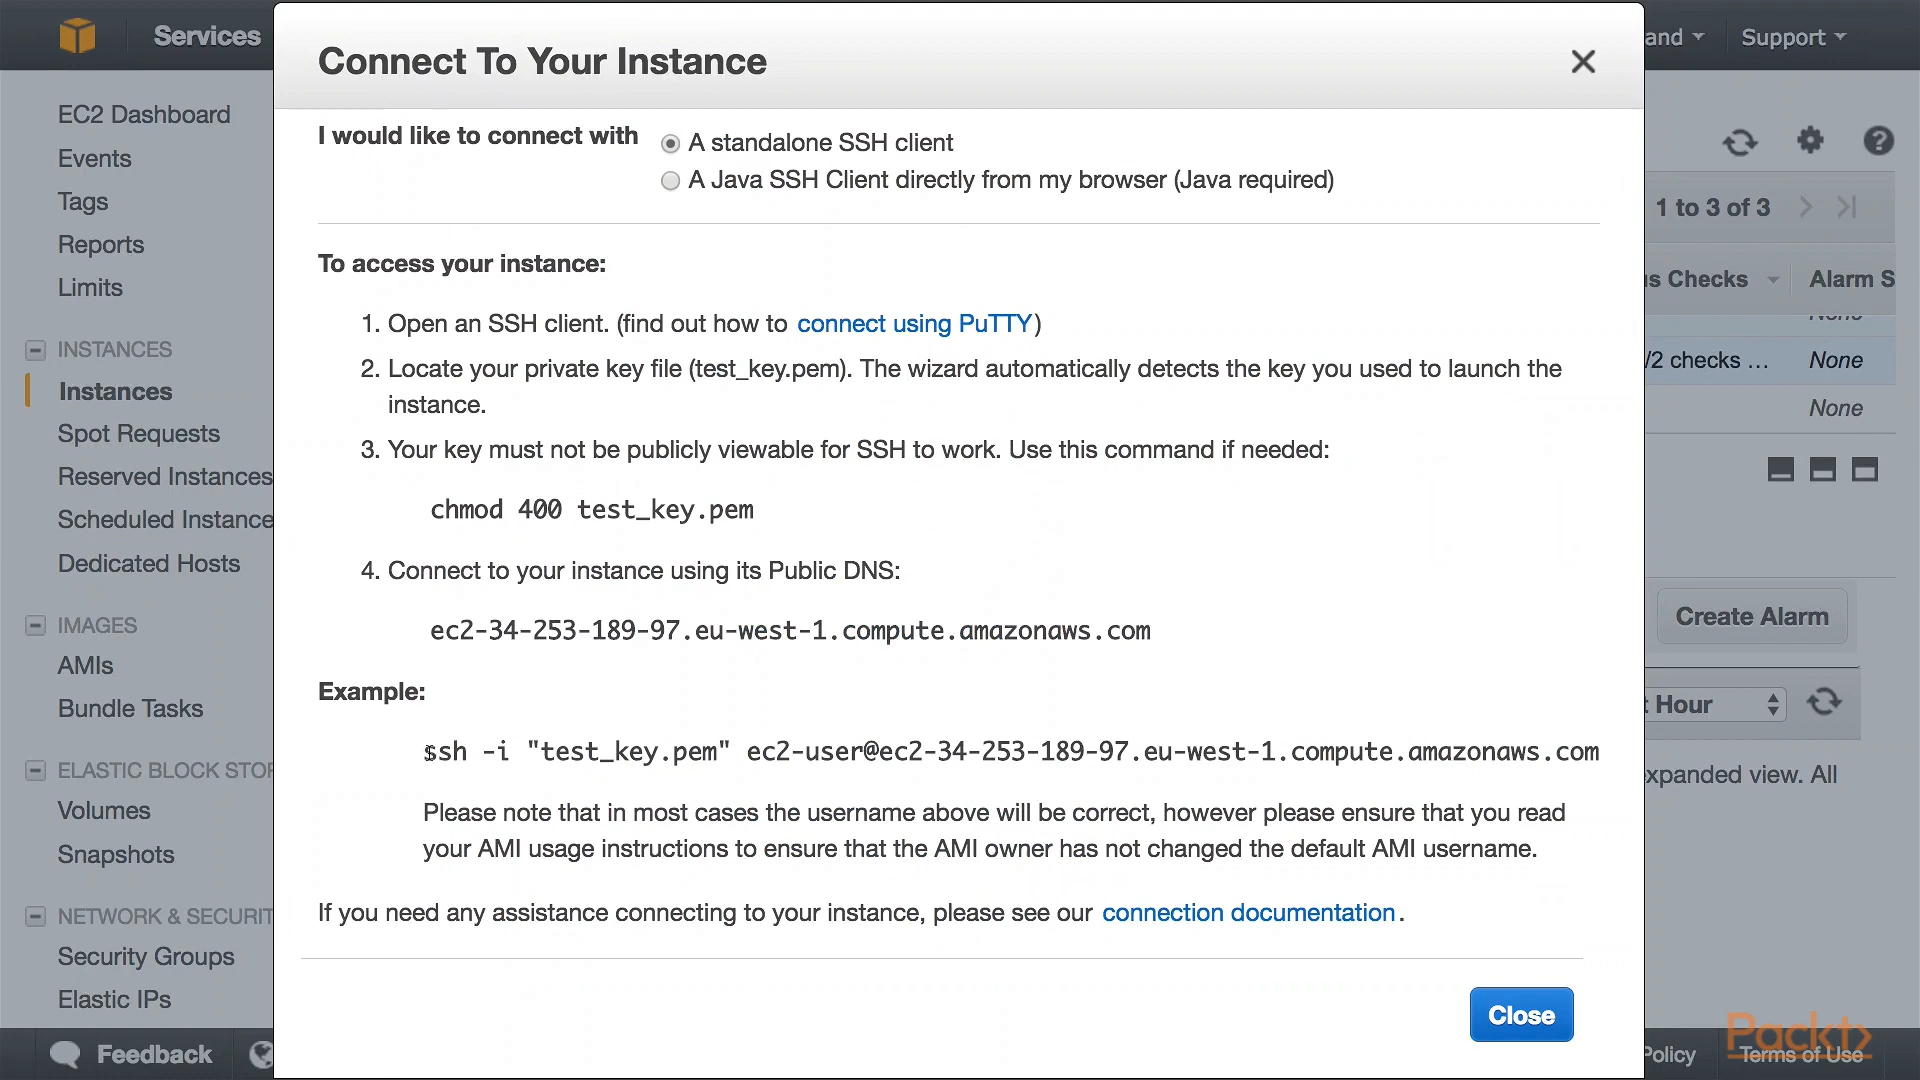 Services
Connect To Your Instance
and
Support
EC2 Dashboard
Events
Tags
Reports
Limits
INSTANCES
Instances
Spot Requests
Reserved Instances
Scheduled Instance
Dedicated Hosts
IMAGES
AMIs
Bundle Tasks
ELASTIC BLOCK STOR
Volumes
Snapshots
NETWORK & SECURIT
Security Groups
Elastic IPs
Feedback
I would like to connect with
A standalone SSH client
A Java SSH Client directly from my browser (Java required)
To access your instance:
1. Open an SSH client. (find out how to connect using PuTTY)
2. Locate your private key file (test_key.pem). The wizard automatically detects the key you used to launch the
instance.
3. Your key must not be publicly viewable for SSH to work. Use this command if needed:
chmod 400 test_key.pem
4. Connect to your instance using its Public DNS:
ec2-34-253-189-97.eu-west-1.compute.amazonaws.com
Example:
ssh -i "test_key.pem" ec2-user@ec2-34-253-189-97.eu-west-1.compute.amazonaws.com
Please note that in most cases the username above will be correct, however please ensure that you read
your AMI usage instructions to ensure that the AMI owner has not changed the default AMI username.
If you need any assistance connecting to your instance, please see our connection documentation.
Close
1 to 3 of 3
s Checks
Alarm S
/2 checks ...
None
None
Create Alarm
t Hour
xpanded view. All
Policy
Terms of Use
Packt>